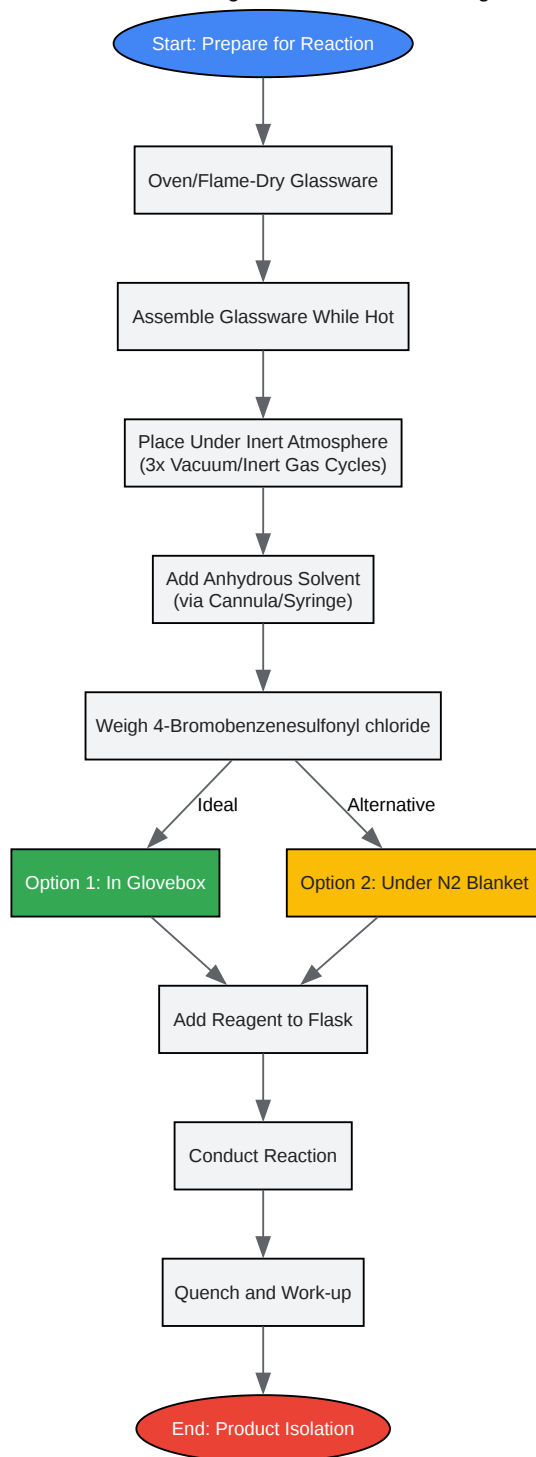 Start: Prepare for Reaction
Oven/Flame-Dry Glassware
Assemble Glassware While Hot
Place Under Inert Atmosphere
(3x Vacuum/Inert Gas Cycles)
Add Anhydrous Solvent
(via Cannula/Syringe)
Weigh 4-Bromobenzenesulfonyl chloride
Ideal
Alternative
Option 1: In Glovebox
Option 2: Under N2 Blanket
Add Reagent to Flask
Conduct Reaction
Quench and Work-up
End: Product Isolation